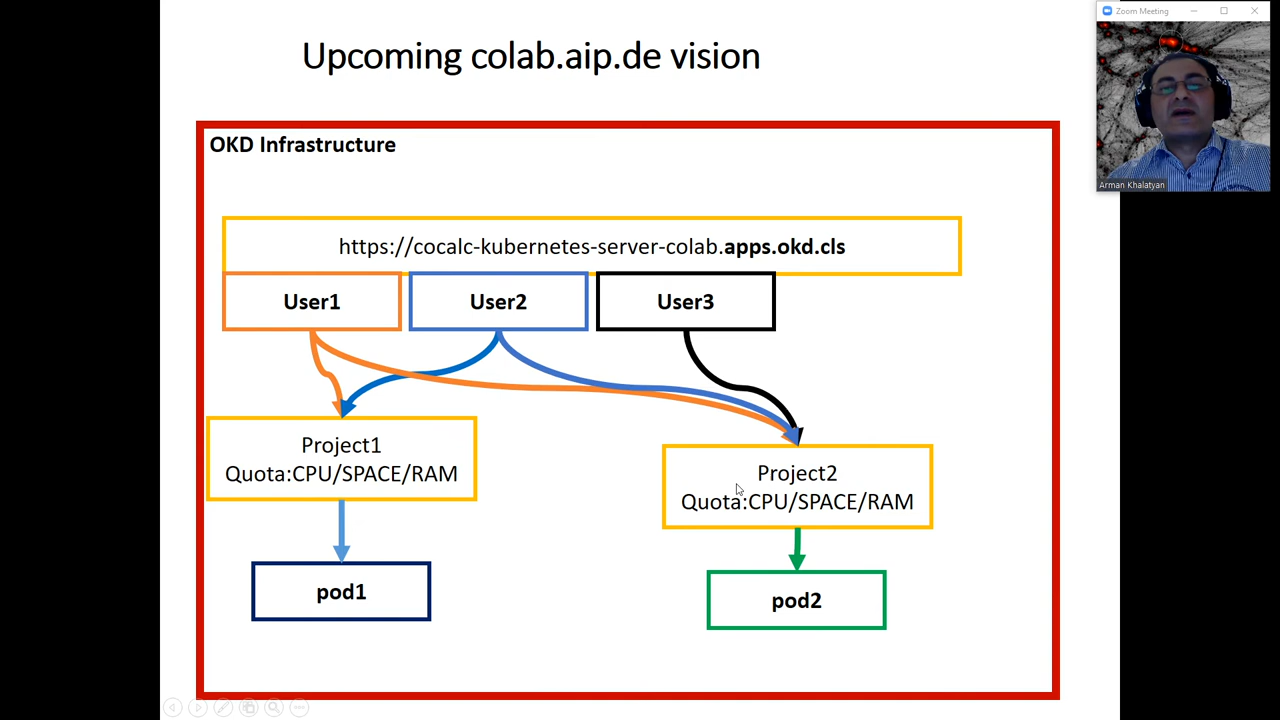 Upcoming colab.aip.de vision
Zoom Meeting
Arman Khalatyan
OKD Infrastructure
https://cocalc-kubernetes-server-colab.apps.okd.cls
User1
User2
User3
Project1
Quota:CPU/SPACE/RAM
Project2
Quota:CPU/SPACE/RAM
pod1
pod2